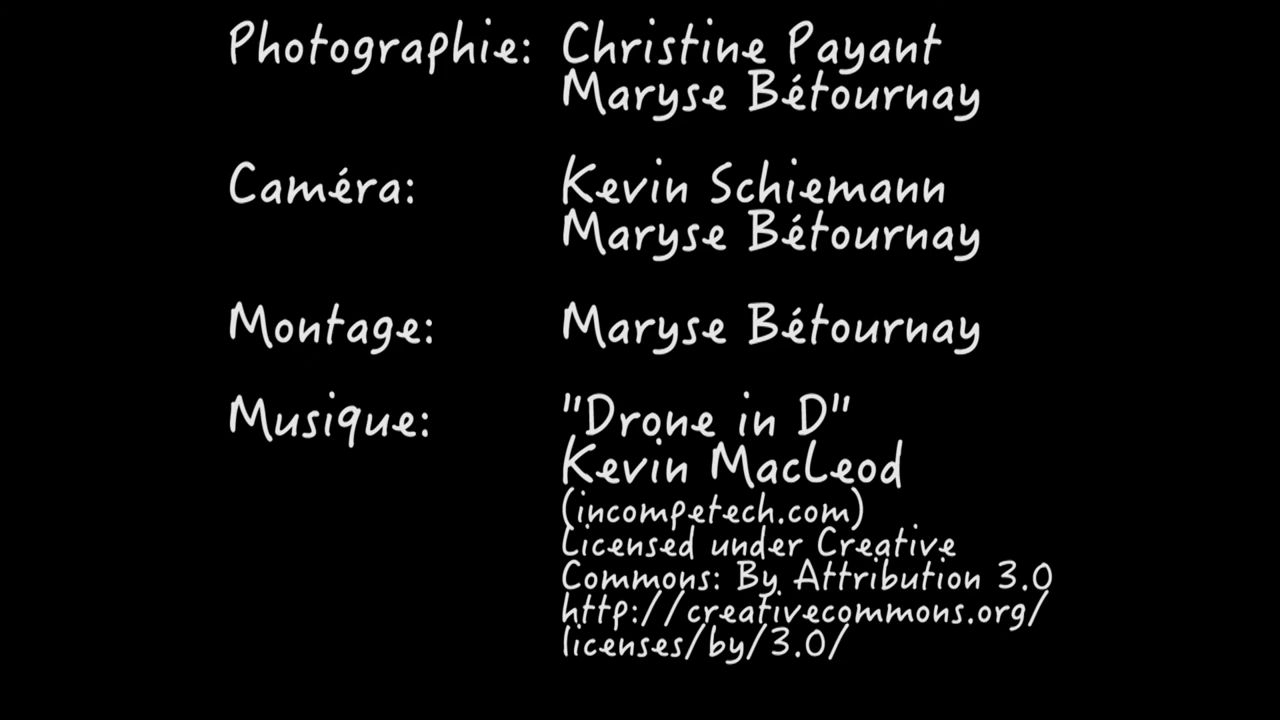 Photographie: Christine Payant
Maryse Bétournay
Caméra: Kevin Schiemann
Maryse Bétournay
Montage: Maryse Bétournay
Musique: "Drone in D"
Kevin MacLeod
(incompetech.com)
Licensed under Creative
Commons: By Attribution 3.0
http://creativecommons.org/
licenses/by/3.0/